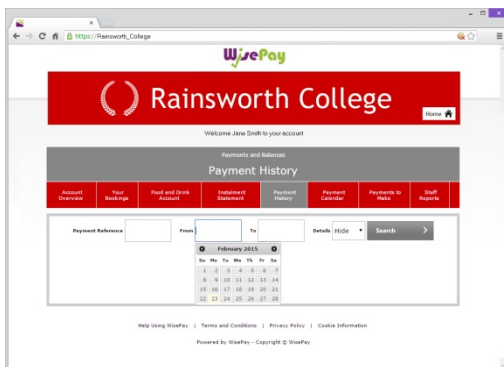 https://Rainsworth_College
WisePay
Rainsworth College
Home
Welcome Jane Smith to your account
Payments and Balances
Payment History
Account Overview
Your Bookings
Food and Drink Account
Instalment Statement
Payment History
Payment Calendar
Payments to Make
Staff Reports
Payment Reference From To Details Hide Search
February 2015
Su Mo Tu We Th Fr Sa
1 2 3 4 5 6 7
8 9 10 11 12 13 14
15 16 17 18 19 20 21
22 23 24 25 26 27 28
Help Using WisePay | Terms and Conditions | Privacy Policy | Cookie Information
Powered by WisePay - Copyright © WisePay